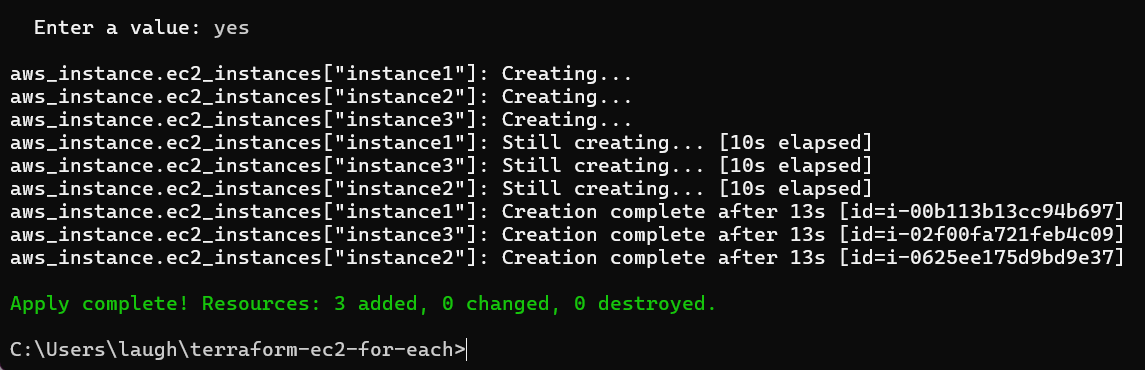 Enter a value: yes
aws_instance.ec2_instances["instance1"]: Creating...
aws_instance.ec2_instances["instance2"]: Creating...
aws_instance.ec2_instances["instance3"]: Creating...
aws_instance.ec2_instances["instance1"]: Still creating... [10s elapsed]
aws_instance.ec2_instances["instance3"]: Still creating... [10s elapsed]
aws_instance.ec2_instances["instance2"]: Still creating... [10s elapsed]
aws_instance.ec2_instances["instance1"]: Creation complete after 13s [id=i-00b113b13cc94b697]
aws_instance.ec2_instances["instance3"]: Creation complete after 13s [id=i-02f00fa721feb4c09]
aws_instance.ec2_instances["instance2"]: Creation complete after 13s [id=i-0625ee175d9bd9e37]
Apply complete! Resources: 3 added, 0 changed, 0 destroyed.
C:\Users\laugh\terraform-ec2-for-each>